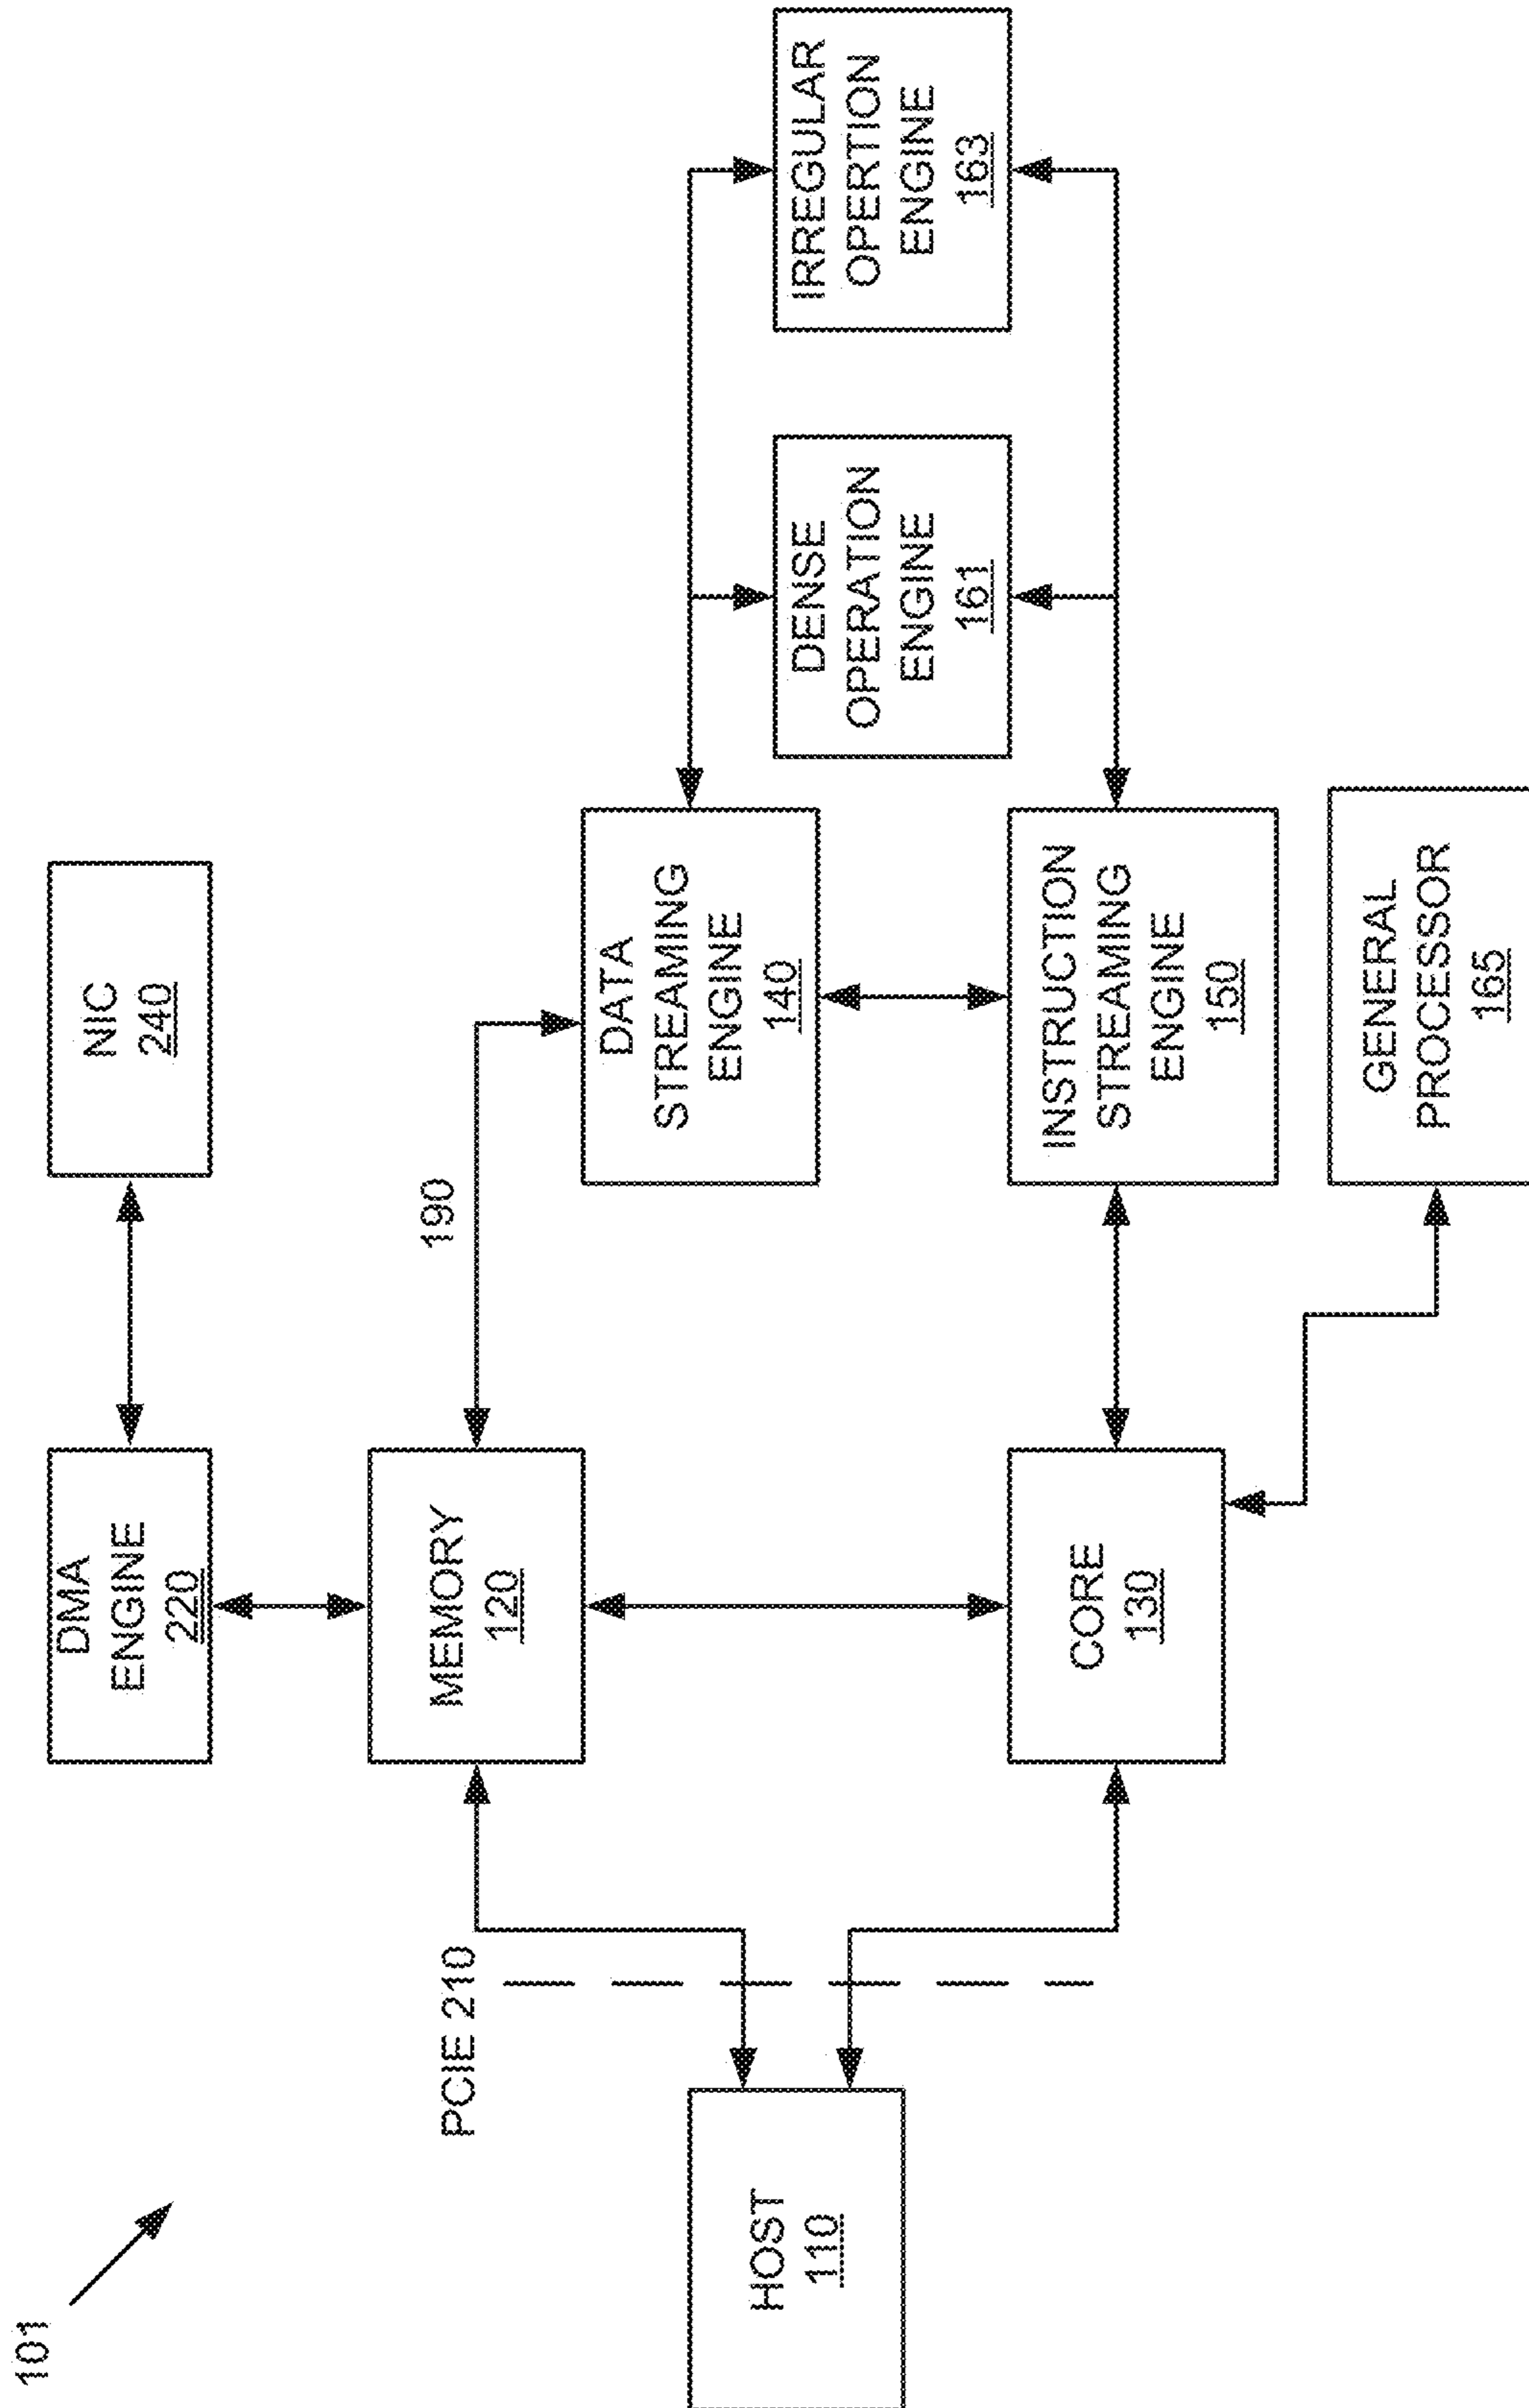 101
DMA
ENGINE
220
NIC
240
190
PCIE 210
MEMORY
120
DATA
STREAMING
ENGINE
140
HOST
110
DENSE
OPERATION
ENGINE
161
IRREGULAR
OPERTION
ENGINE
163
CORE
130
INSTRUCTION
STREAMING
ENGINE
150
GENERAL
PROCESSOR
165